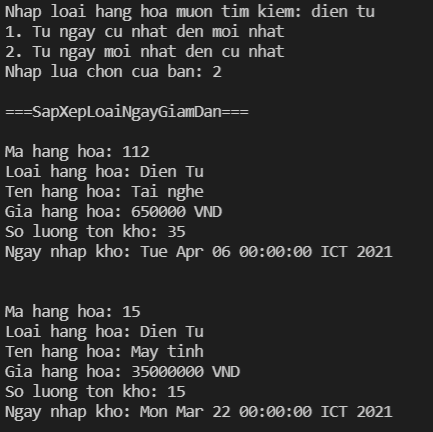 Nhap loai hang hoa muon tim kiem: dien tu
1. Tu ngay cu nhat den moi nhat
2. Tu ngay moi nhat den cu nhat
Nhap lua chon cua ban: 2
===SapXepLoaiNgayGiamDan===
Ma hang hoa: 112
Loai hang hoa: Dien Tu
Ten hang hoa: Tai nghe
Gia hang hoa: 650000 VND
So luong ton kho: 35
Ngay nhap kho: Tue Apr 06 00:00:00 ICT 2021
Ma hang hoa: 15
Loai hang hoa: Dien Tu
Ten hang hoa: May tinh
Gia hang hoa: 35000000 VND
So luong ton kho: 15
Ngay nhap kho: Mon Mar 22 00:00:00 ICT 2021